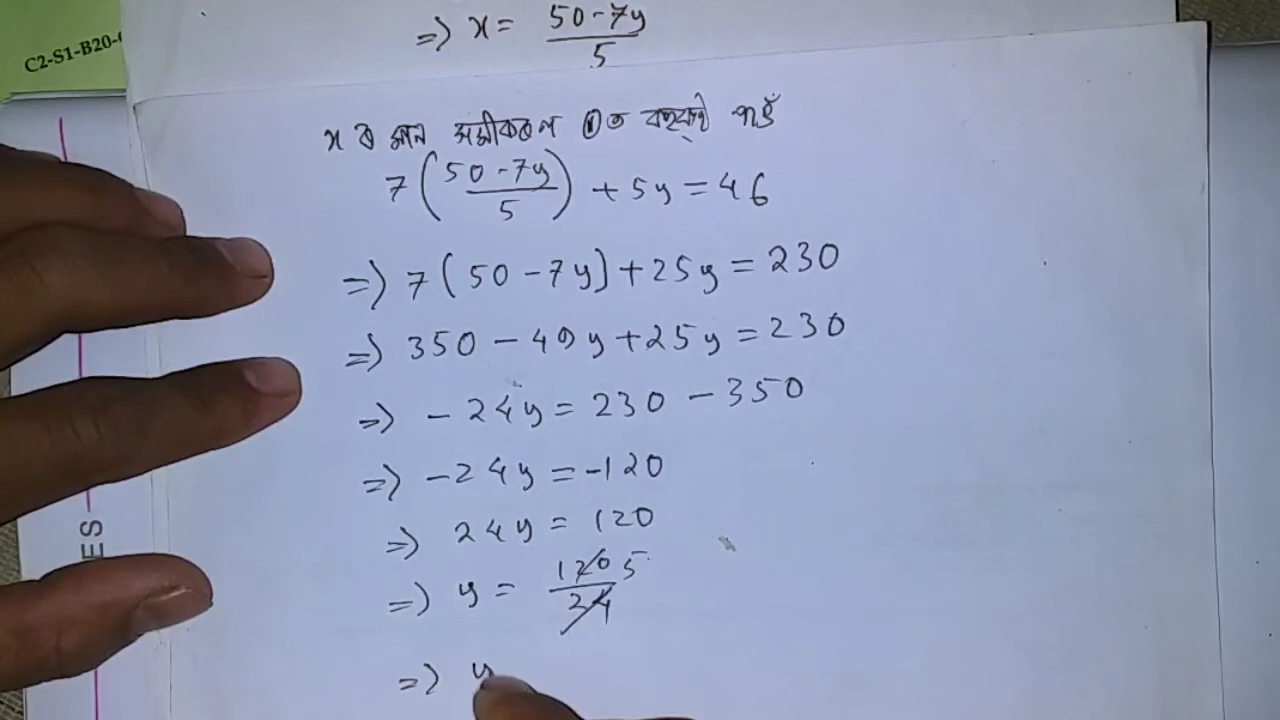 C2-S1-B20-
=) x = (50-7y)/5
x ৰ মান সমীকৰণ ①ত বহুৱাই পাওঁ
7((50-7y)/5) + 5y = 46
=) 7(50-7y)+25y = 230
=) 350 - 49y+25y = 230
=) -24y = 230 - 350
=) -24y = -120
=) 24y = 120
=) y = 120/24 5
=) y
ES